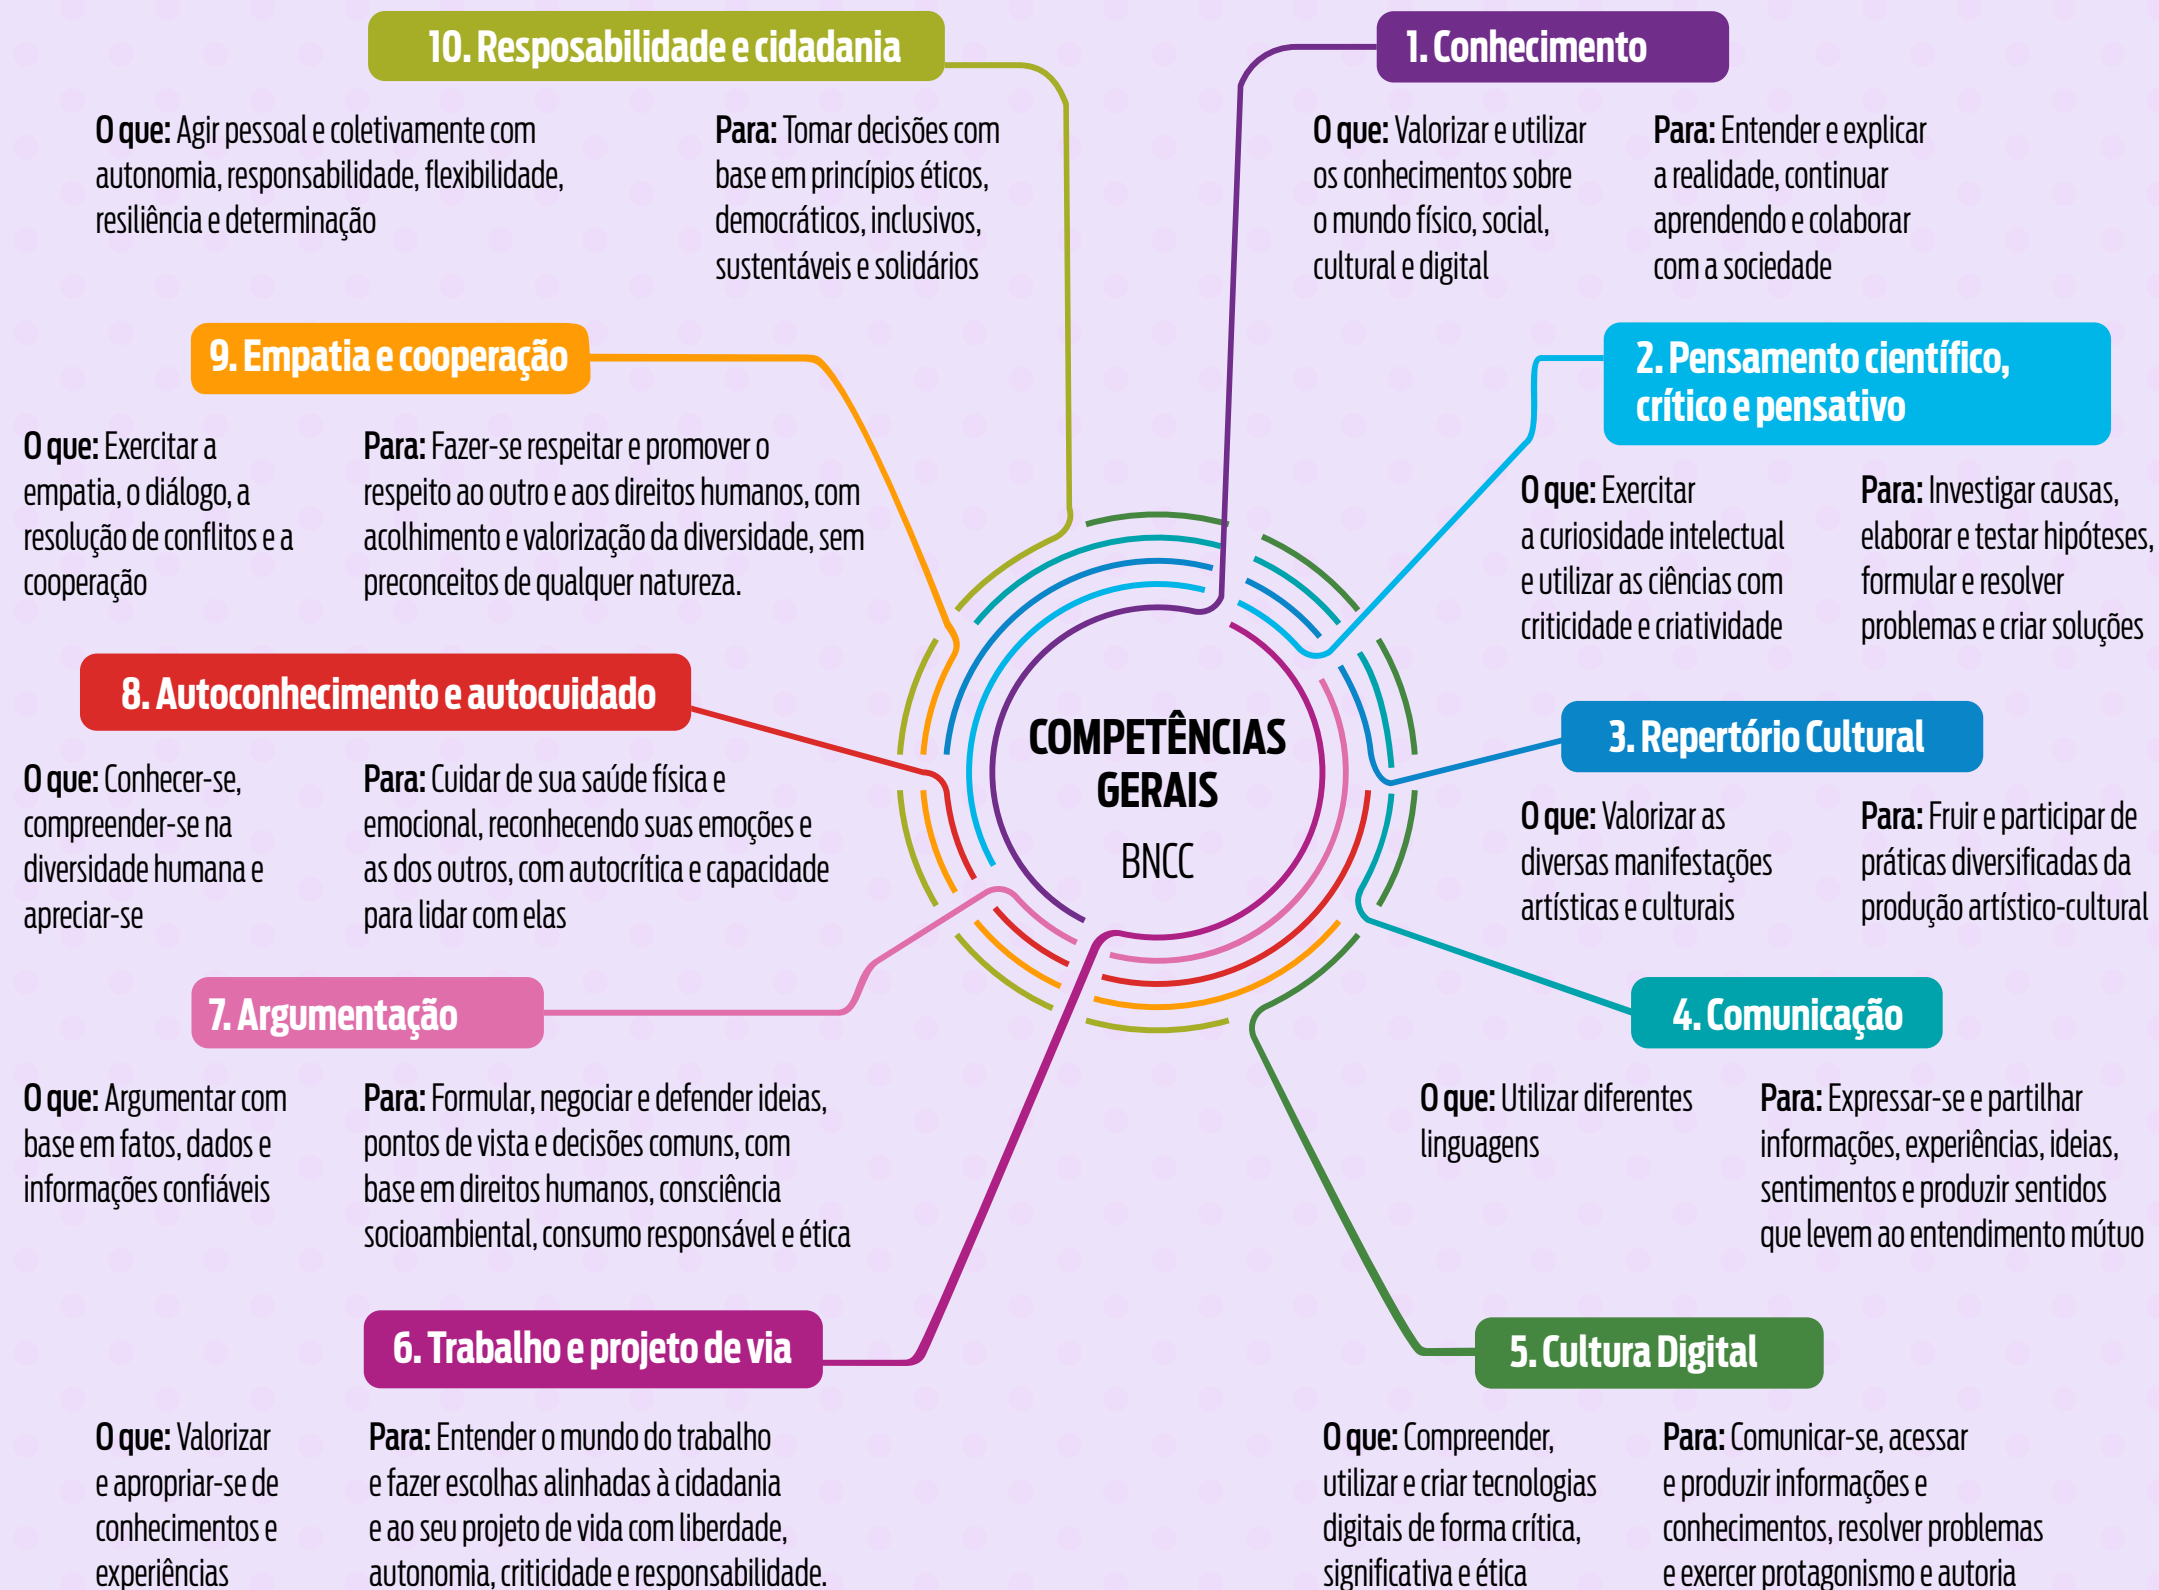 10. Resposabilidade e cidadania
O que: Agir pessoal e coletivamente com
autonomia, responsabilidade, flexibilidade,
resiliência e determinação
Para: Tomar decisões com
base em princípios éticos,
democráticos, inclusivos,
sustentáveis e solidários
1. Conhecimento
O que: Valorizar e utilizar
os conhecimentos sobre
o mundo físico, social,
cultural e digital
Para: Entender e explicar
a realidade, continuar
aprendendo e colaborar
com a sociedade
9. Empatia e cooperação
O que: Exercitar a
empatia, o diálogo, a
resolução de conflitos e a
cooperação
Para: Fazer-se respeitar e promover o
respeito ao outro e aos direitos humanos, com
acolhimento e valorização da diversidade, sem
preconceitos de qualquer natureza.
2. Pensamento científico,
crítico e pensativo
O que: Exercitar
a curiosidade intelectual
e utilizar as ciências com
criticidade e criatividade
Para: Investigar causas,
elaborar e testar hipóteses,
formular e resolver
problemas e criar soluções
8. Autoconhecimento e autocuidado
O que: Conhecer-se,
compreender-se na
diversidade humana e
apreciar-se
Para: Cuidar de sua saúde física e
emocional, reconhecendo suas emoções e
as dos outros, com autocrítica e capacidade
para lidar com elas
COMPETÊNCIAS
GERAIS
BNCC
3. Repertório Cultural
O que: Valorizar as
diversas manifestações
artísticas e culturais
Para: Fruir e participar de
práticas diversificadas da
produção artístico-cultural
7. Argumentação
O que: Argumentar com
base em fatos, dados e
informações confiáveis
Para: Formular, negociar e defender ideias,
pontos de vista e decisões comuns, com
base em direitos humanos, consciência
socioambiental, consumo responsável e ética
4. Comunicação
O que: Utilizar diferentes
linguagens
Para: Expressar-se e partilhar
informações, experiências, ideias,
sentimentos e produzir sentidos
que levem ao entendimento mútuo
6. Trabalho e projeto de via
O que: Valorizar
e apropriar-se de
conhecimentos e
experiências
Para: Entender o mundo do trabalho
e fazer escolhas alinhadas à cidadania
e ao seu projeto de vida com liberdade,
autonomia, criticidade e responsabilidade.
5. Cultura Digital
O que: Compreender,
utilizar e criar tecnologias
digitais de forma crítica,
significativa e ética
Para: Comunicar-se, acessar
e produzir informações e
conhecimentos, resolver problemas
e exercer protagonismo e autoria